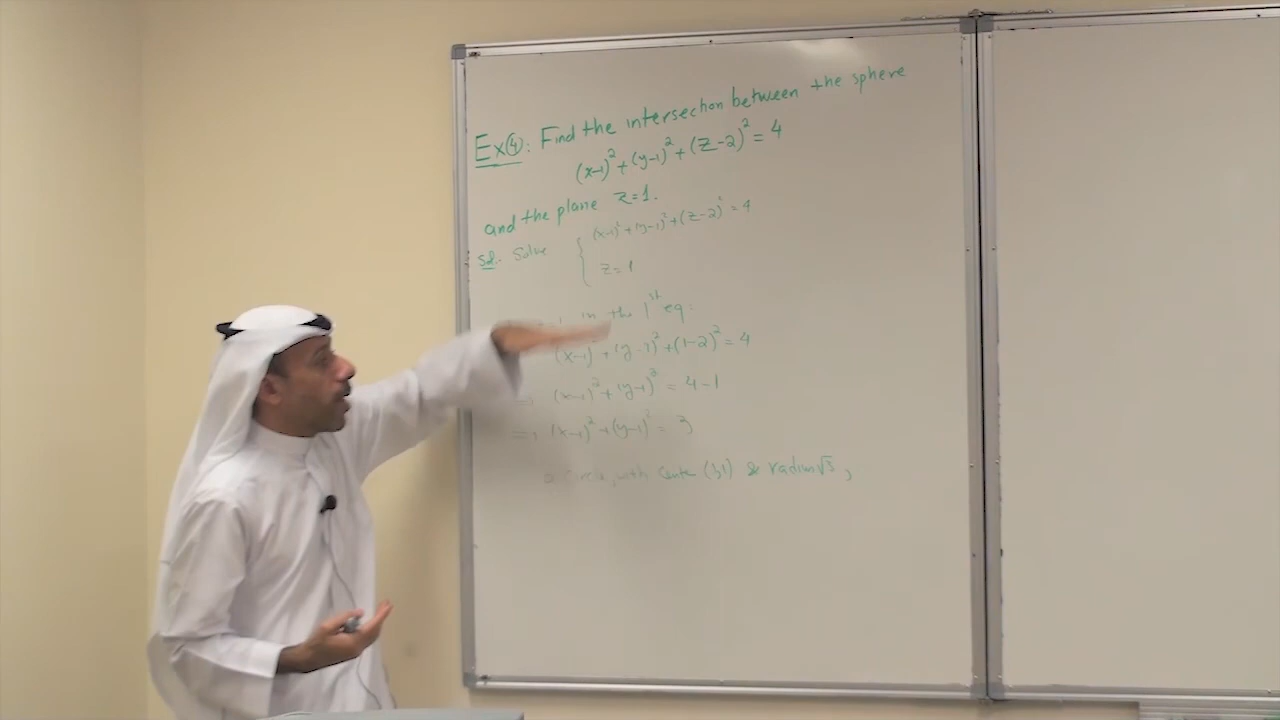 Ex④: Find the intersection between the sphere
(x-1)² + (y-1)² + (z-2)² = 4
and the plane z=1.
Sol.: Solve { (x-1)² + (y-1)² + (z-2)² = 4
z = 1
in the 1st eq.
(x-1)² + (y-1)² + (1-2)² = 4
(x-1)² + (y-1)² = 4-1
(x-1)² + (y-1)² = 3
a circle, with center (1,1) & radius √3,